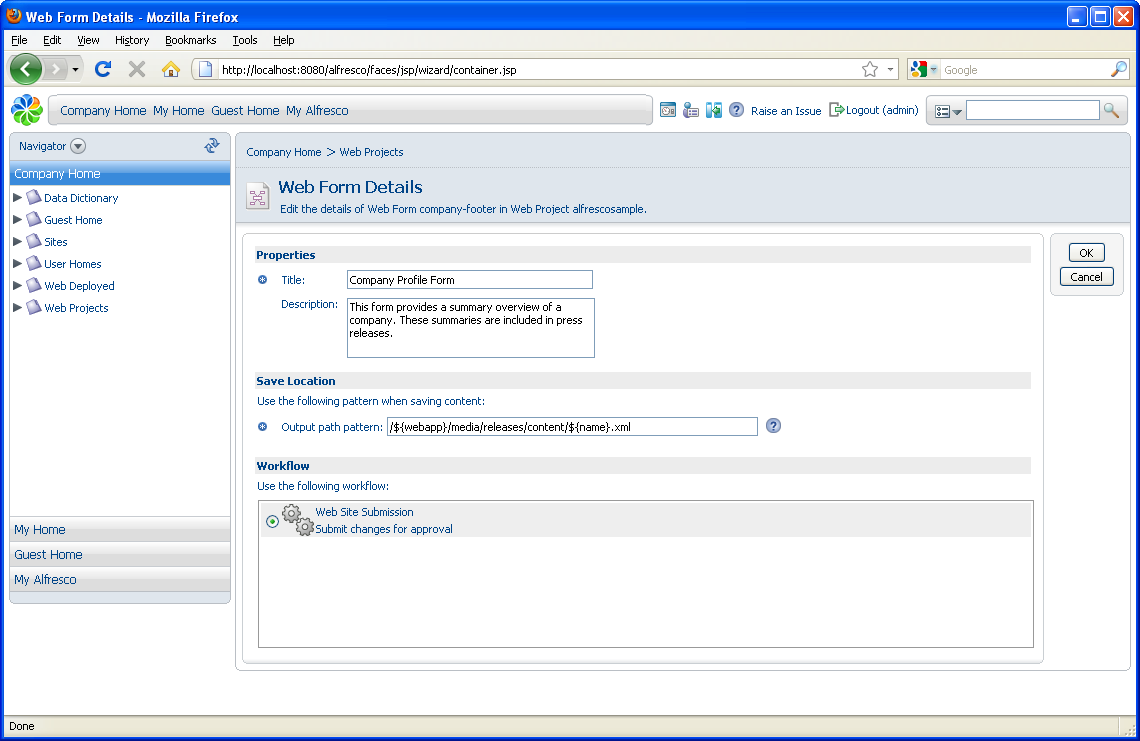 Web Form Details - Mozilla Firefox
File Edit View History Bookmarks Tools Help
http://localhost:8080/alfresco/faces/jsp/wizard/container.jsp
Google
Company Home My Home Guest Home My Alfresco
Raise an Issue Logout (admin)
Navigator
Company Home
Data Dictionary
Guest Home
Sites
User Homes
Web Deployed
Web Projects
My Home
Guest Home
My Alfresco
Company Home > Web Projects
Web Form Details
Edit the details of Web Form company-footer in Web Project alfrescosample.
Properties
Title: Company Profile Form
Description: This form provides a summary overview of a
company. These summaries are included in press
releases.
Save Location
Use the following pattern when saving content:
Output path pattern: /${webapp}/media/releases/content/${name}.xml
Workflow
Use the following workflow:
Web Site Submission
Submit changes for approval
OK
Cancel
Done